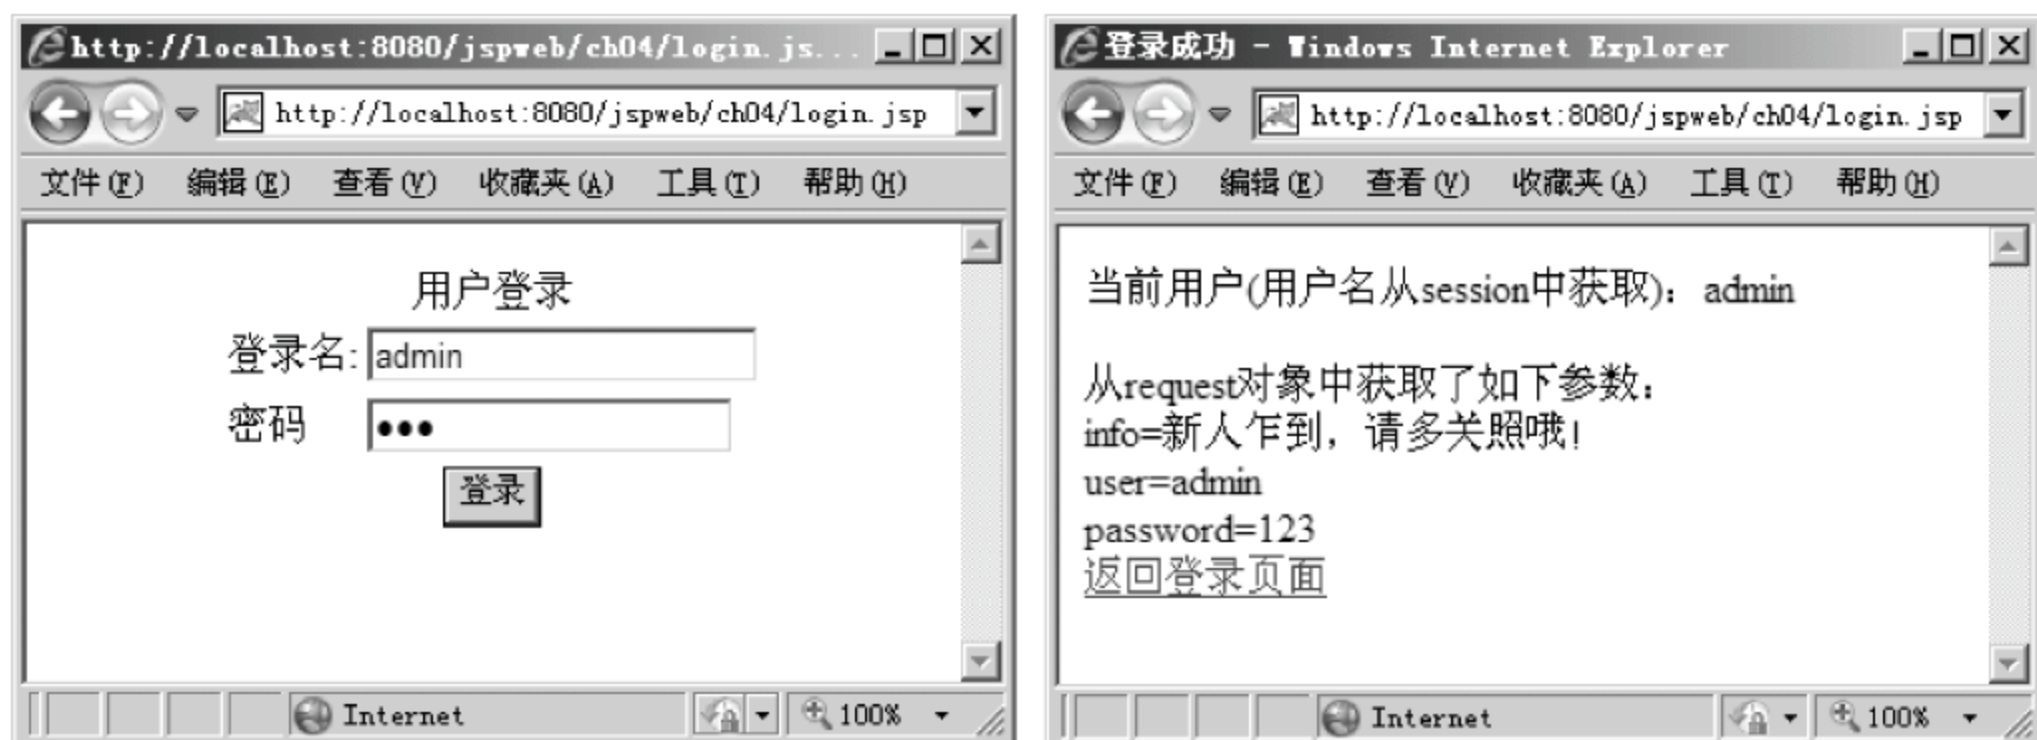 http://localhost:8080/jspweb/ch04/login.js...
http://localhost:8080/jspweb/ch04/login.jsp
文件(F) 编辑(E) 查看(V) 收藏夹(A) 工具(T) 帮助(H)
用户登录
登录名: admin
密码 ●●●
登录
Internet 100%
登录成功 - Windows Internet Explorer
http://localhost:8080/jspweb/ch04/login.jsp
文件(F) 编辑(E) 查看(V) 收藏夹(A) 工具(T) 帮助(H)
当前用户(用户名从session中获取)：admin
从request对象中获取了如下参数：
info=新人乍到，请多关照哦！
user=admin
password=123
返回登录页面
Internet 100%